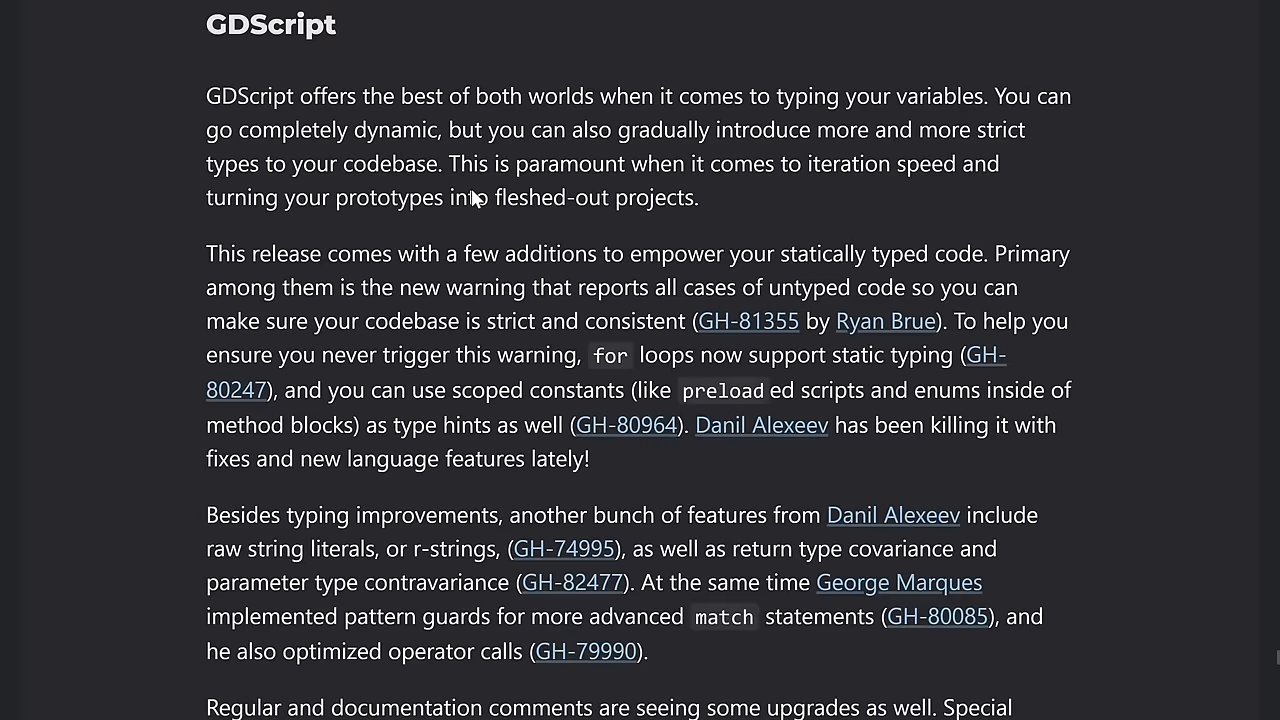 GDScript
GDScript offers the best of both worlds when it comes to typing your variables. You can
go completely dynamic, but you can also gradually introduce more and more strict
types to your codebase. This is paramount when it comes to iteration speed and
turning your prototypes into fleshed-out projects.
This release comes with a few additions to empower your statically typed code. Primary
among them is the new warning that reports all cases of untyped code so you can
make sure your codebase is strict and consistent (GH-81355 by Ryan Brue). To help you
ensure you never trigger this warning, for loops now support static typing (GH-
80247), and you can use scoped constants (like preloaded scripts and enums inside of
method blocks) as type hints as well (GH-80964). Danil Alexeev has been killing it with
fixes and new language features lately!
Besides typing improvements, another bunch of features from Danil Alexeev include
raw string literals, or r-strings, (GH-74995), as well as return type covariance and
parameter type contravariance (GH-82477). At the same time George Marques
implemented pattern guards for more advanced match statements (GH-80085), and
he also optimized operator calls (GH-79990).
Regular and documentation comments are seeing some upgrades as well. Special